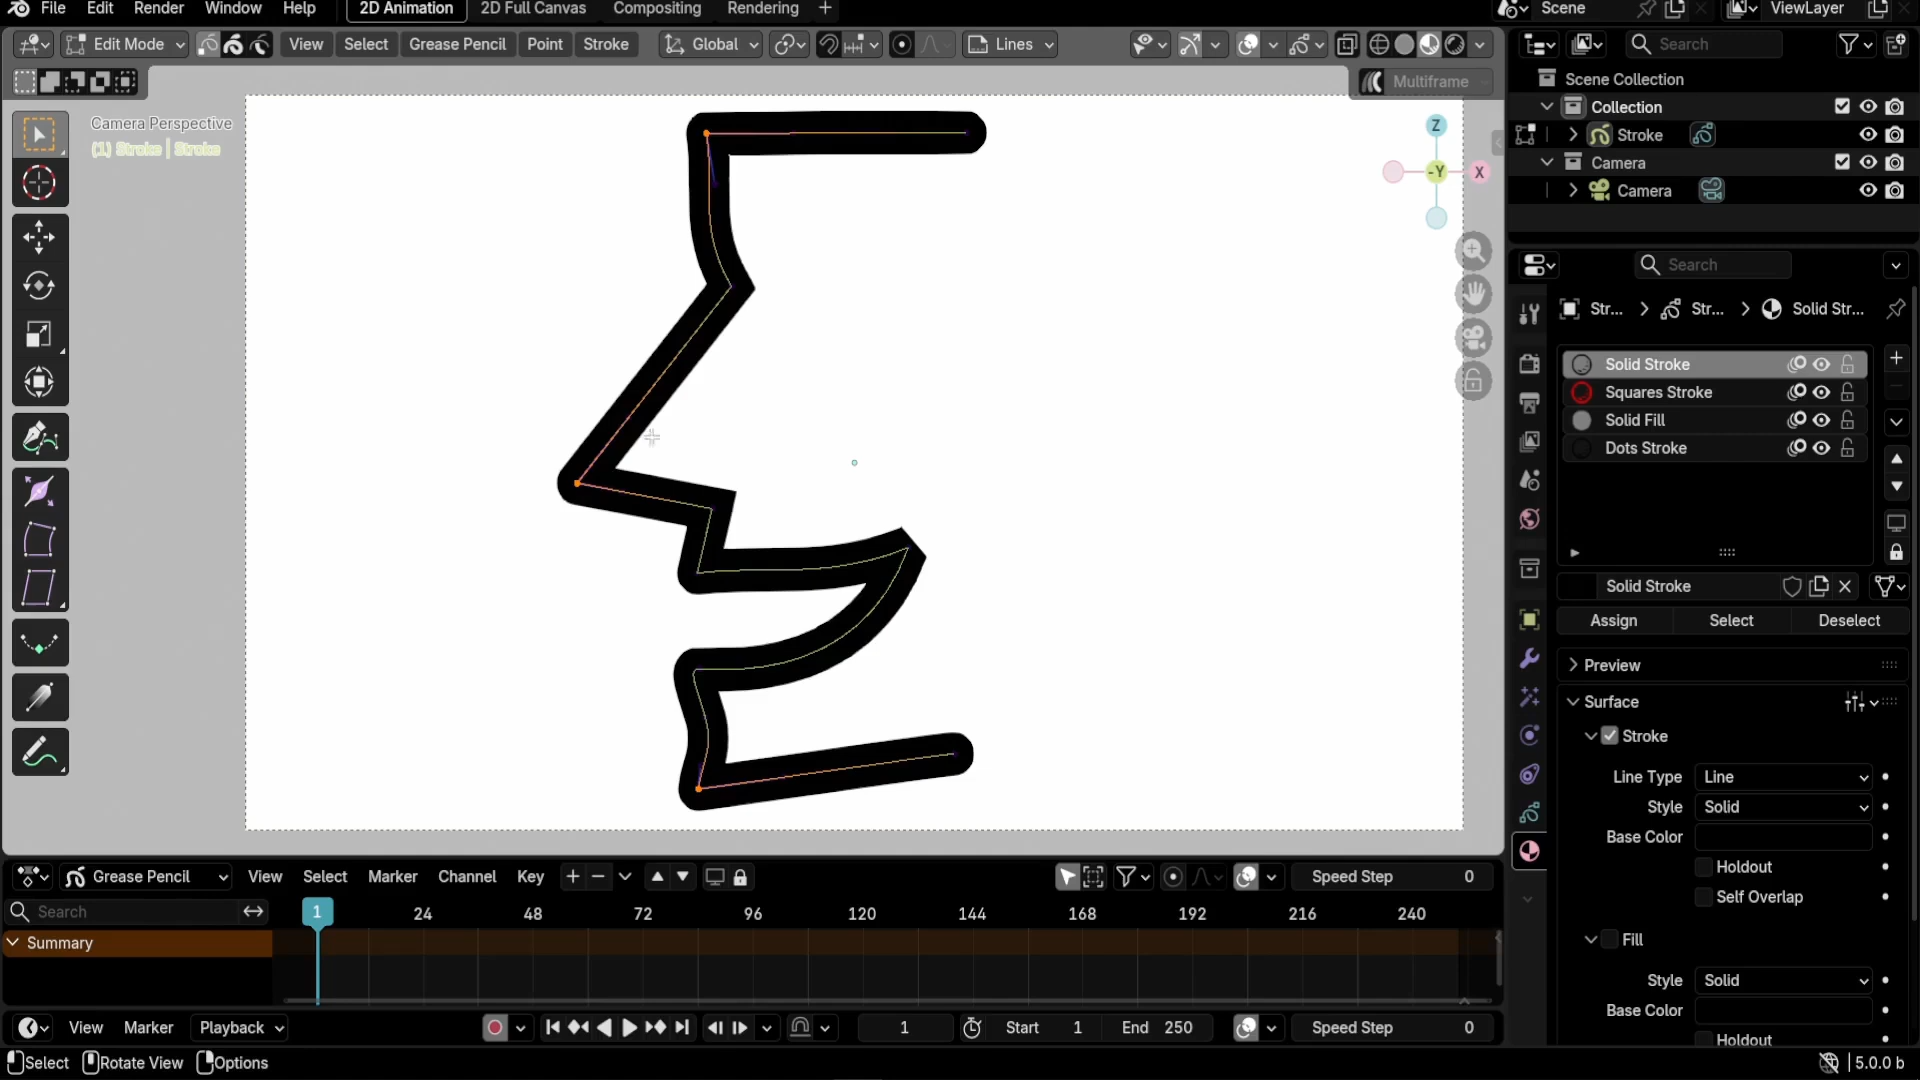 File Edit Render Window Help 2D Animation 2D Full Canvas Compositing Rendering + Scene ViewLayer
Edit Mode View Select Grease Pencil Point Stroke Global Lines Search
Multiframe
Camera Perspective
(1) Stroke | Stroke
Z
-Y
X
Scene Collection
Collection
Stroke
Camera
Camera
Search
Str... Str... Solid Str...
Solid Stroke
Squares Stroke
Solid Fill
Dots Stroke
Solid Stroke
Assign Select Deselect
Preview
Surface
Stroke
Line Type Line
Style Solid
Base Color
Holdout
Self Overlap
Fill
Style Solid
Base Color
Holdout
Grease Pencil View Select Marker Channel Key Speed Step 0
Search 1 24 48 72 96 120 144 168 192 216 240
Summary
View Marker Playback 1 Start 1 End 250 Speed Step 0
Select Rotate View Options 5.0.0 b